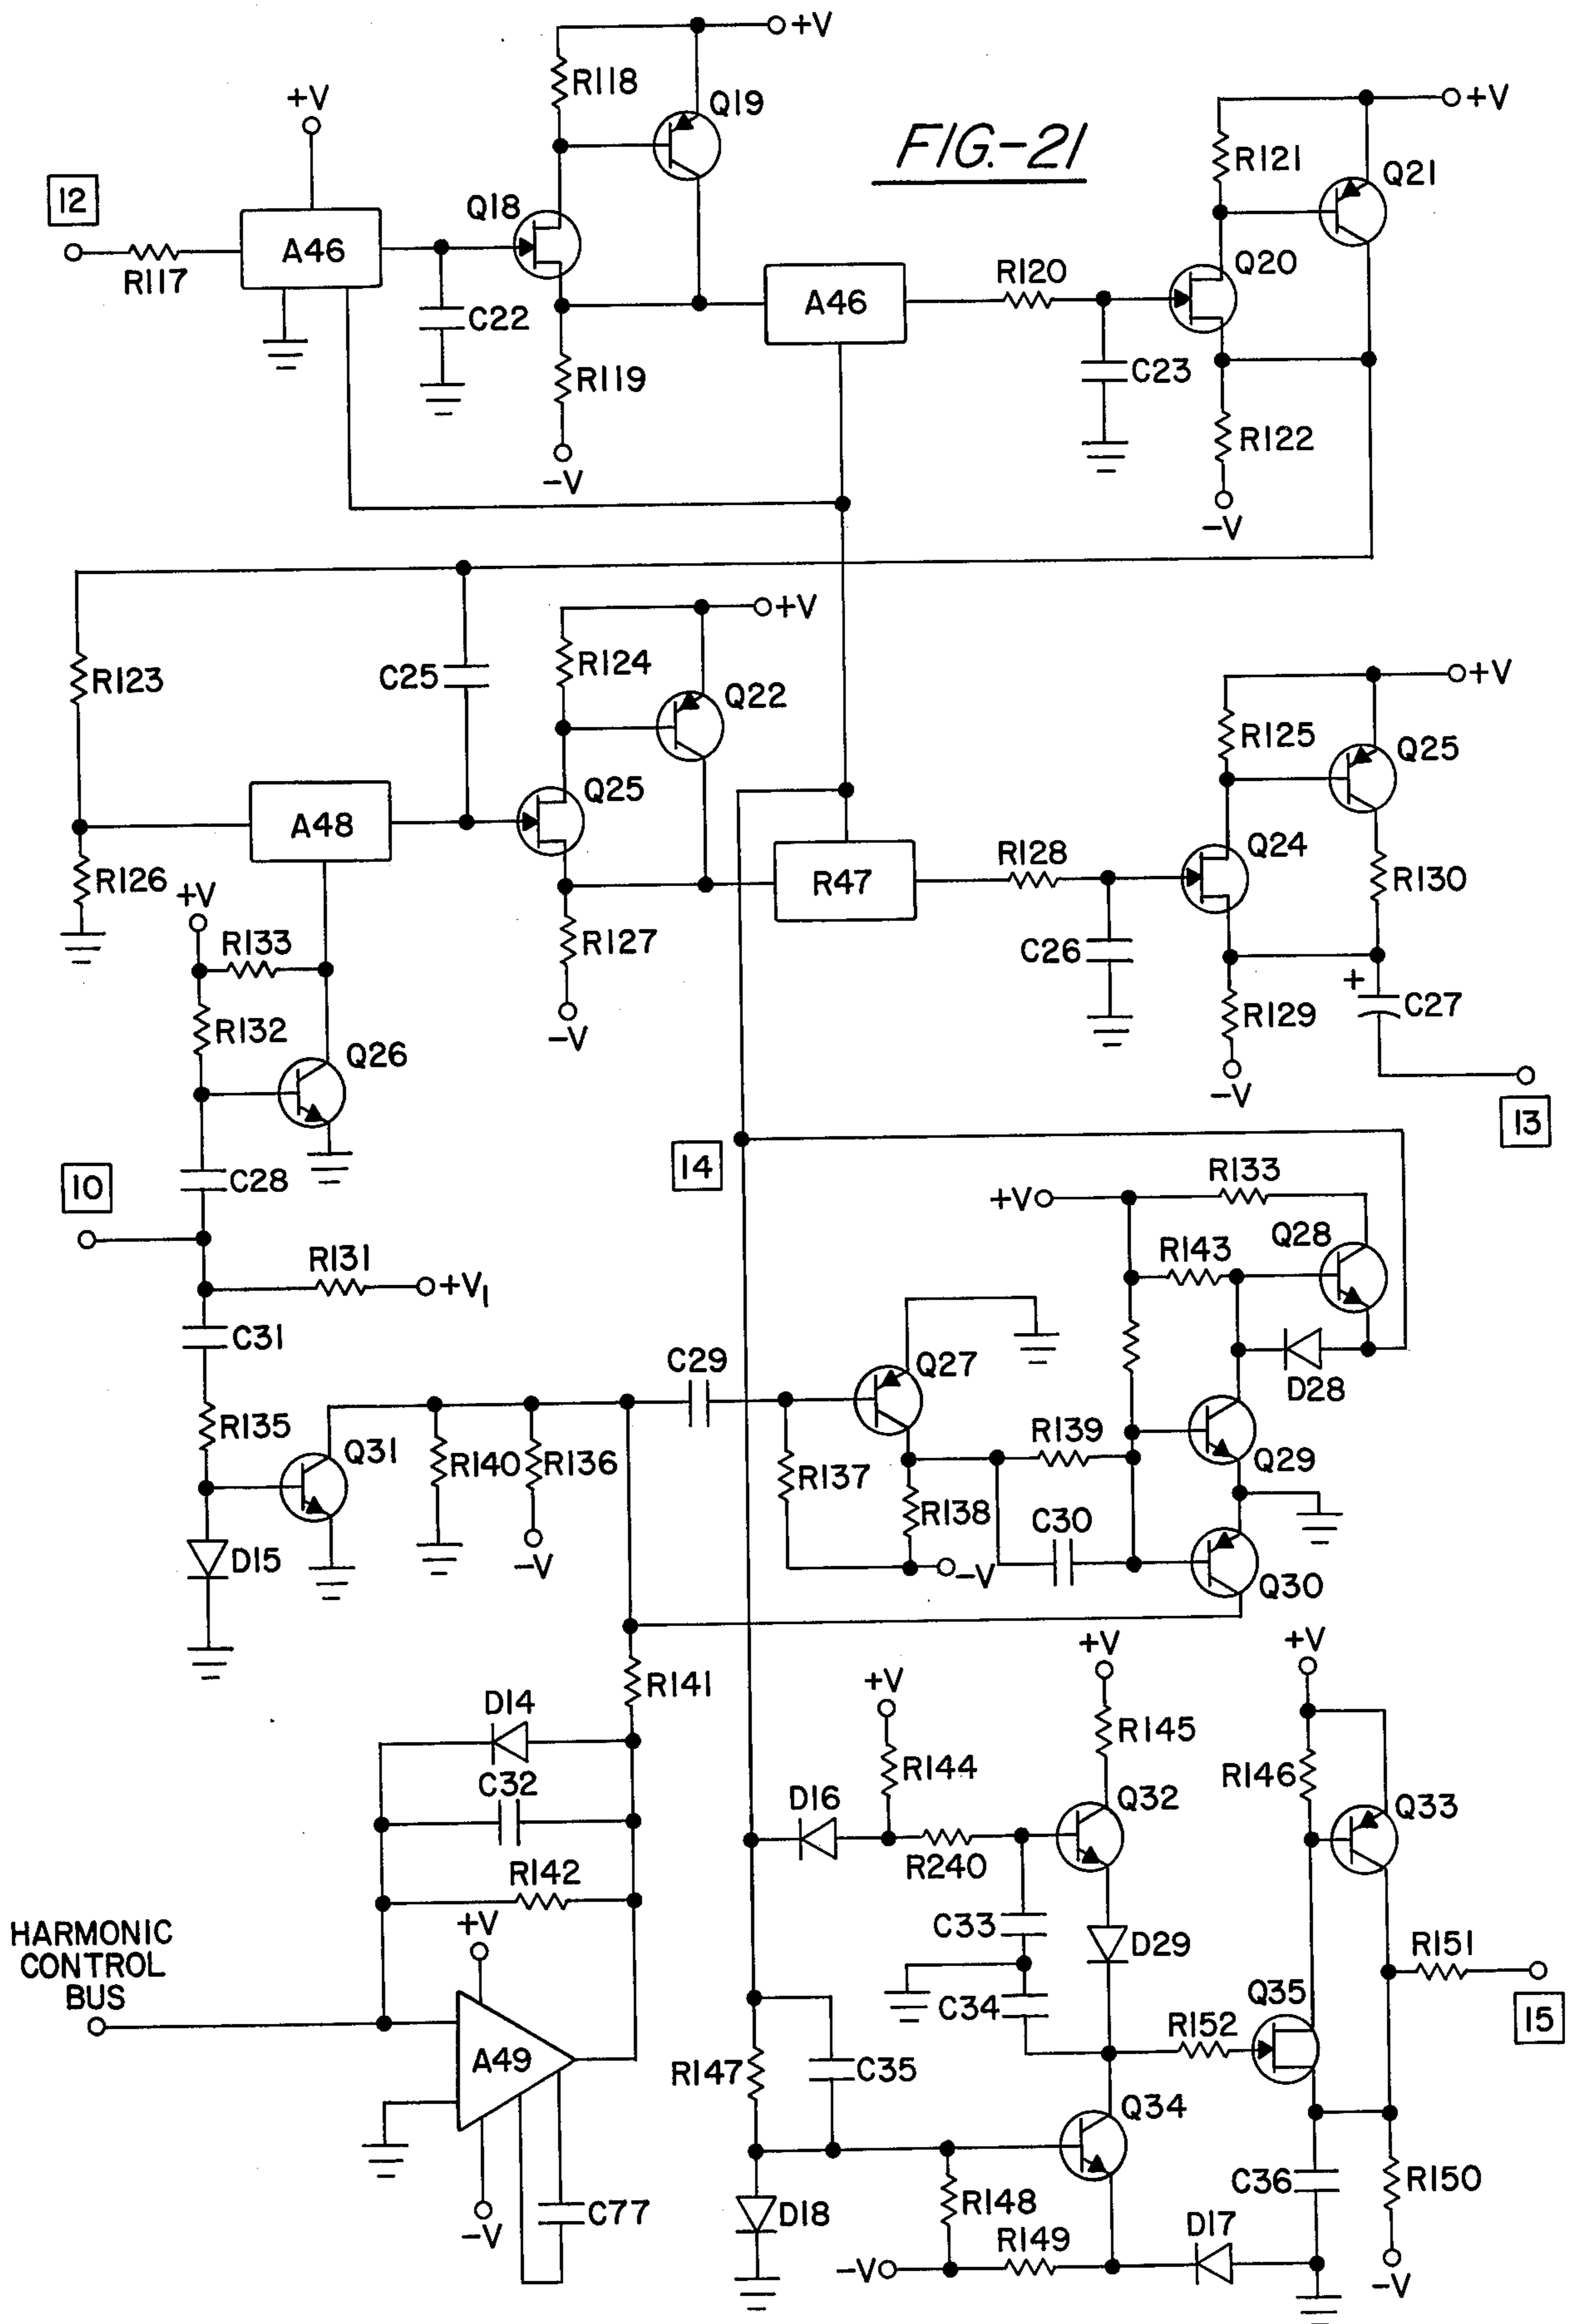 FIG.-21
+V
R118
Q19
+V
12
R117
A46
Q18
C22
R119
-V
A46
R120
C23
+V
R121
Q21
Q20
R122
-V
R123
C25
+V
R124
Q22
Q25
A48
R126
R127
-V
R47
R128
C26
+V
R125
Q25
Q24
R130
R129
-V
+
C27
13
+V
R133
R132
Q26
C28
10
R131
+V1
C31
R135
Q31
D15
R140
R136
-V
14
C29
Q27
R137
R138
-V
R139
C30
+V
R133
R143
Q28
D28
Q29
Q30
R141
D14
C32
R142
HARMONIC
CONTROL
BUS
+V
A49
-V
C77
+V
R144
D16
R240
+V
R145
Q32
C33
D29
C34
R152
+V
R146
Q33
Q35
R151
15
R147
C35
Q34
D18
R148
R149
-V
D17
C36
R150
-V